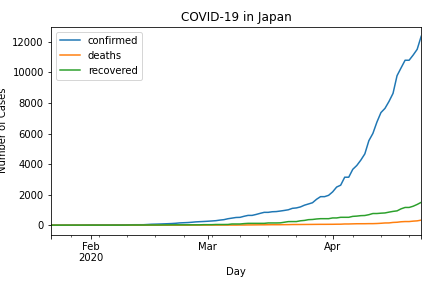 COVID-19 in Japan
confirmed
deaths
recovered
Number of Cases
12000
10000
8000
6000
4000
2000
0
Feb
2020
Mar
Apr
Day